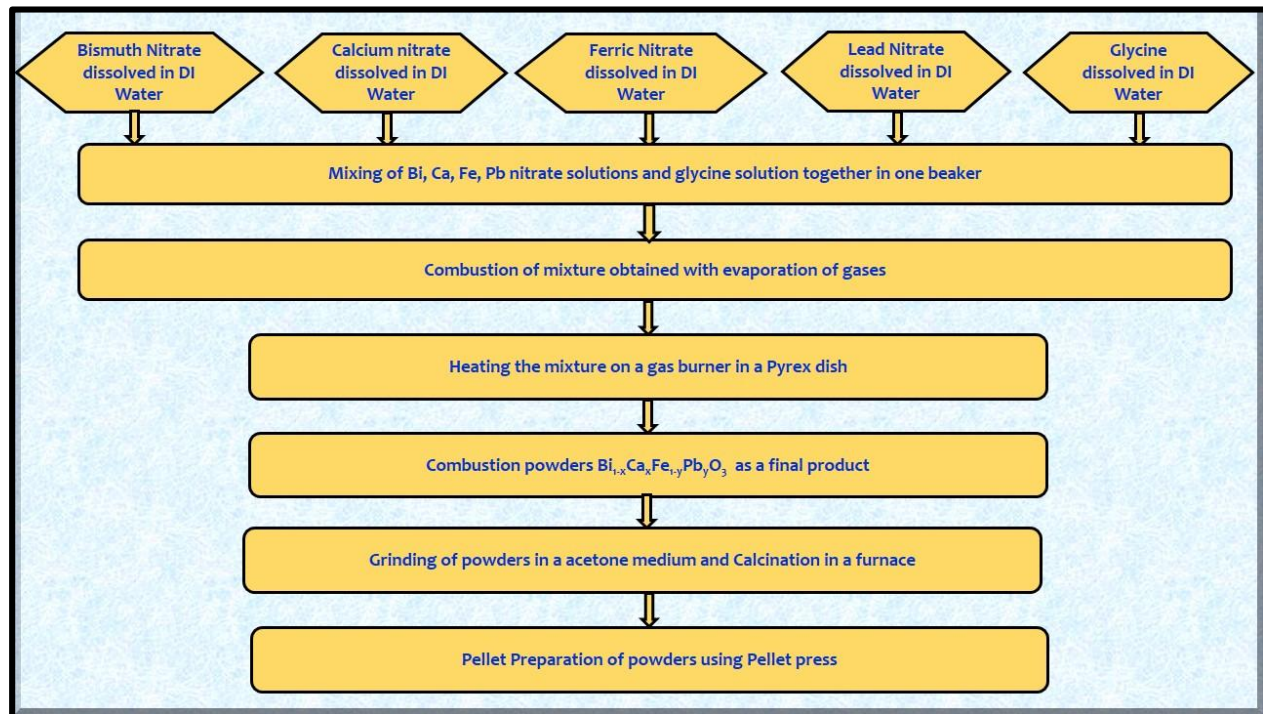 Bismuth Nitrate
dissolved in DI
Water
Calcium nitrate
dissolved in DI
Water
Ferric Nitrate
dissolved in DI
Water
Lead Nitrate
dissolved in DI
Water
Glycine
dissolved in DI
Water
Mixing of Bi, Ca, Fe, Pb nitrate solutions and glycine solution together in one beaker
Combustion of mixture obtained with evaporation of gases
Heating the mixture on a gas burner in a Pyrex dish
Combustion powders Bi₁₋ₓCaₓFe₁₋yPbyO₃ as a final product
Grinding of powders in a acetone medium and Calcination in a furnace
Pellet Preparation of powders using Pellet press